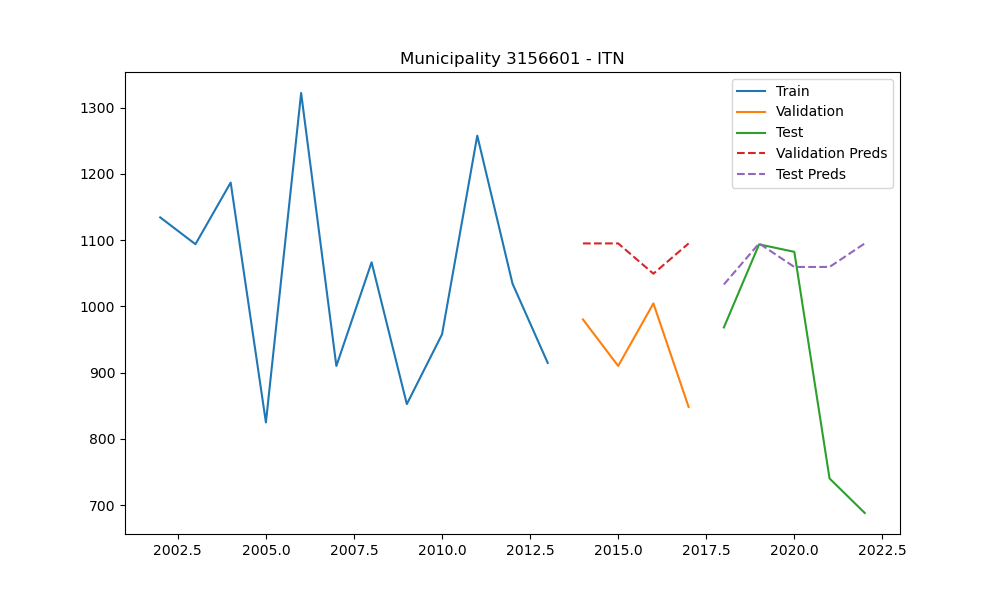 Municipality 3156601 - ITN
1300
1200
1100
1000
900
800
700
2002.5 2005.0 2007.5 2010.0 2012.5 2015.0 2017.5 2020.0 2022.5
Train
Validation
Test
Validation Preds
Test Preds